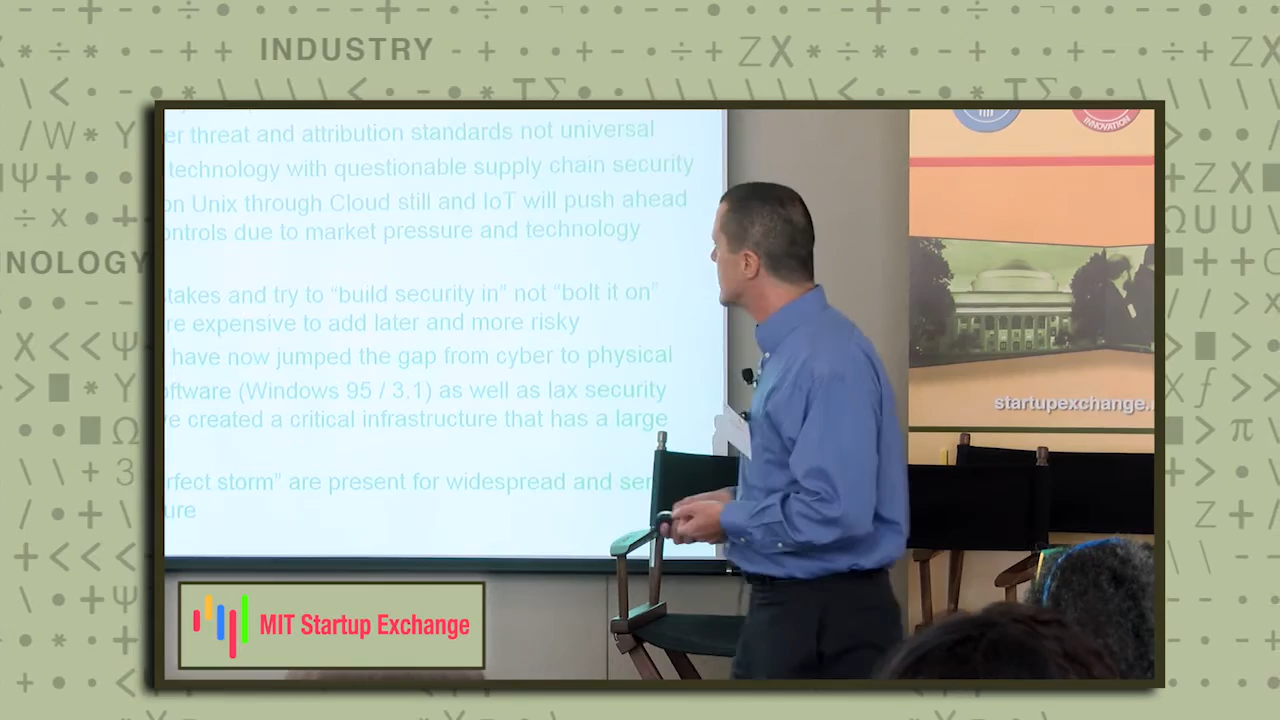 INDUSTRY
NOLOGY
er threat and attribution standards not universal
technology with questionable supply chain security
on Unix through Cloud still and IoT will push ahead
ontrols due to market pressure and technology
takes and try to “build security in” not “bolt it on”
re expensive to add later and more risky
have now jumped the gap from cyber to physical
oftware (Windows 95 / 3.1) as well as lax security
e created a critical infrastructure that has a large
rfect storm” are present for widespread and ser
ure
INNOVATION
startupexchange.
MIT Startup Exchange